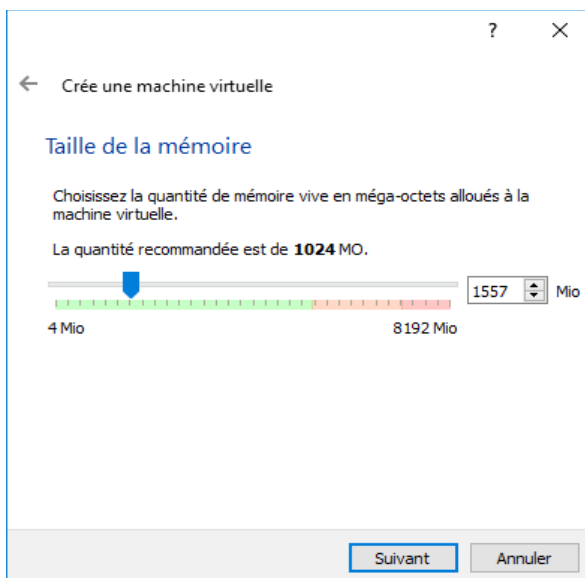 ?
Crée une machine virtuelle
Taille de la mémoire
Choisissez la quantité de mémoire vive en méga-octets alloués à la
machine virtuelle.
La quantité recommandée est de 1024 MO.
1557 Mio
4 Mio 8192 Mio
Suivant Annuler